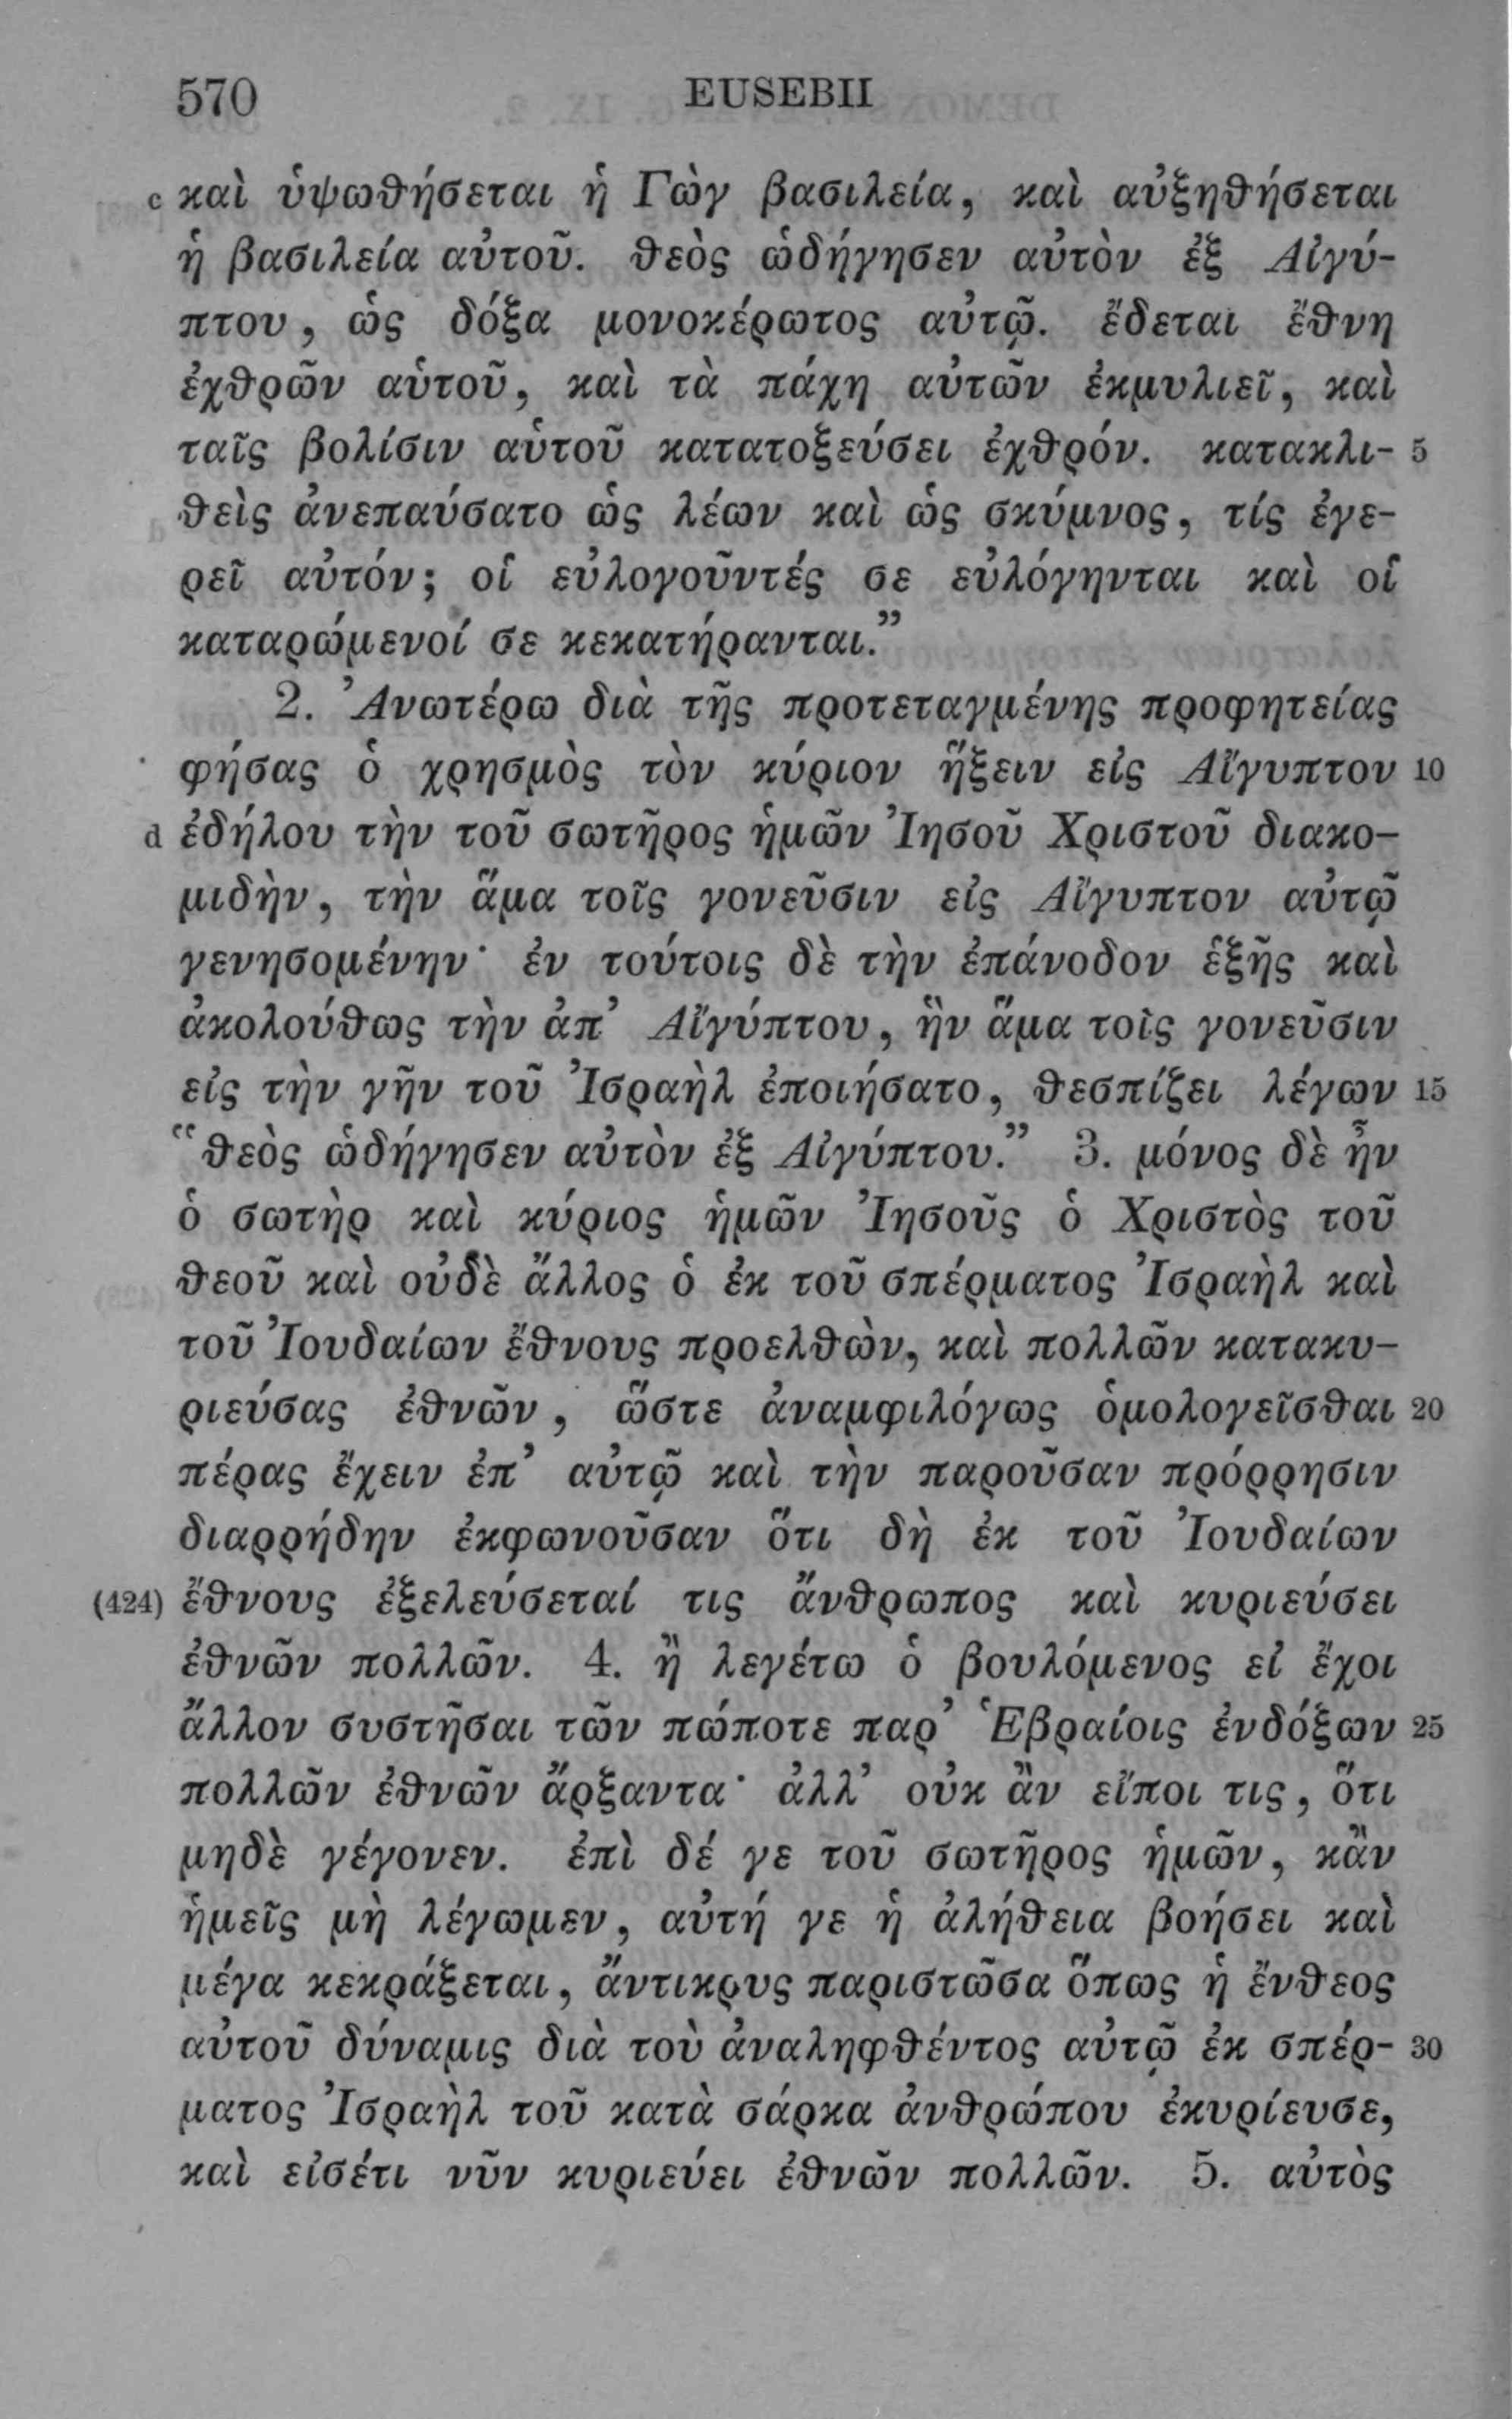 570 EUSEBII
c καὶ ὑψωθήσεται ἡ Γὼγ βασιλεία, καὶ αὐξηθήσεται
ἡ βασιλεία αὐτοῦ. θεὸς ὡδήγησεν αὐτὸν ἐξ Αἰγύ-
πτου, ὡς δόξα μονοκέρωτος αὐτῷ. ἔδεται ἔθνη
ἐχθρῶν αὑτοῦ, καὶ τὰ πάχη αὐτῶν ἐκμυλιεῖ, καὶ
ταῖς βολίσιν αὑτοῦ κατατοξεύσει ἐχθρόν. κατακλι- 5
θεὶς ἀνεπαύσατο ὡς λέων καὶ ὡς σκύμνος, τίς ἐγε-
ρεῖ αὐτόν; οἱ εὐλογοῦντές σε εὐλόγηνται καὶ οἱ
καταρώμενοί σε κεκατήρανται.”
2. Ἀνωτέρω διὰ τῆς προτεταγμένης προφητείας
φήσας ὁ χρησμὸς τὸν κύριον ἥξειν εἰς Αἴγυπτον 10
d ἐδήλου τὴν τοῦ σωτῆρος ἡμῶν Ἰησοῦ Χριστοῦ διακο-
μιδὴν, τὴν ἅμα τοῖς γονεῦσιν εἰς Αἴγυπτον αὐτῷ
γενησομένην· ἐν τούτοις δὲ τὴν ἐπάνοδον ἑξῆς καὶ
ἀκολούθως τὴν ἀπ’ Αἴγύπτου, ἣν ἅμα τοῖς γονεῦσιν
εἰς τὴν γῆν τοῦ Ἰσραὴλ ἐποιήσατο, θεσπίζει λέγων 15
“θεὸς ὡδήγησεν αὐτὸν ἐξ Αἰγύπτου.” 3. μόνος δὲ ἦν
ὁ σωτὴρ καὶ κύριος ἡμῶν Ἰησοῦς ὁ Χριστὸς τοῦ
θεοῦ καὶ οὐδὲ ἄλλος ὁ ἐκ τοῦ σπέρματος Ἰσραὴλ καὶ
τοῦ Ἰουδαίων ἔθνους προελθὼν, καὶ πολλῶν κατακυ-
ριεύσας ἐθνῶν, ὥστε ἀναμφιλόγως ὁμολογεῖσθαι 20
πέρας ἔχειν ἐπ’ αὐτῷ καὶ τὴν παροῦσαν πρόρρησιν
διαρρήδην ἐκφωνοῦσαν ὅτι δὴ ἐκ τοῦ Ἰουδαίων
(424) ἔθνους ἐξελεύσεταί τις ἄνθρωπος καὶ κυριεύσει
ἐθνῶν πολλῶν. 4. ἢ λεγέτω ὁ βουλόμενος εἰ ἔχοι
ἄλλον συστῆσαι τῶν πώποτε παρ’ Ἑβραίοις ἐνδόξων 25
πολλῶν ἐθνῶν ἄρξαντα· ἀλλ’ οὐκ ἂν εἴποι τις, ὅτι
μηδὲ γέγονεν. ἐπὶ δέ γε τοῦ σωτῆρος ἡμῶν, κἂν
ἡμεῖς μὴ λέγωμεν, αὐτή γε ἡ ἀλήθεια βοήσει καὶ
μέγα κεκράξεται, ἄντικρυς παριστῶσα ὅπως ἡ ἔνθεος
αὐτοῦ δύναμις διὰ τοῦ ἀναληφθέντος αὐτῷ ἐκ σπέρ- 30
ματος Ἰσραὴλ τοῦ κατὰ σάρκα ἀνθρώπου ἐκυρίευσε,
καὶ εἰσέτι νῦν κυριεύει ἐθνῶν πολλῶν. 5. αὐτὸς